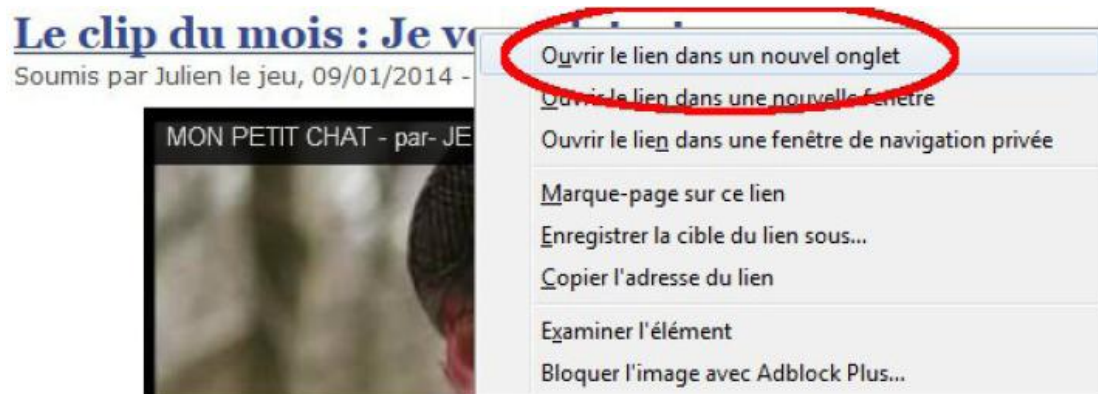 Le clip du mois : Je
Soumis par Julien le jeu, 09/01/2014 -
MON PETIT CHAT - par- JE
Ouvrir le lien dans un nouvel onglet
Ouvrir le lien dans une nouvelle fenêtre
Ouvrir le lien dans une fenêtre de navigation privée
Marque-page sur ce lien
Enregistrer la cible du lien sous...
Copier l'adresse du lien
Examiner l'élément
Bloquer l'image avec Adblock Plus...